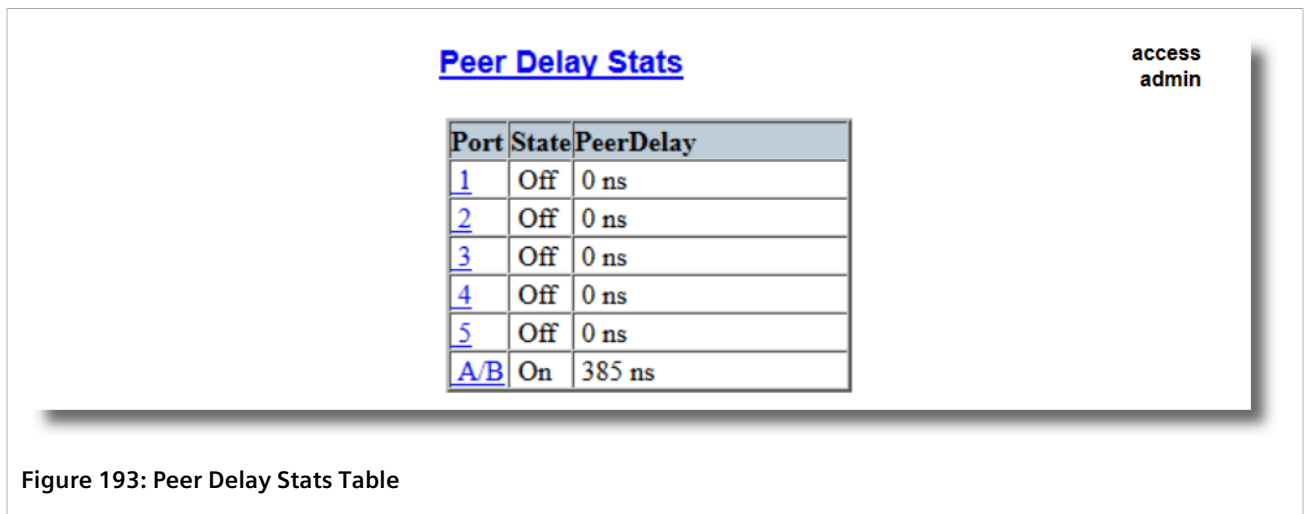 Peer Delay Stats
access
admin
Port State PeerDelay
1 Off 0 ns
2 Off 0 ns
3 Off 0 ns
4 Off 0 ns
5 Off 0 ns
A/B On 385 ns
Figure 193: Peer Delay Stats Table